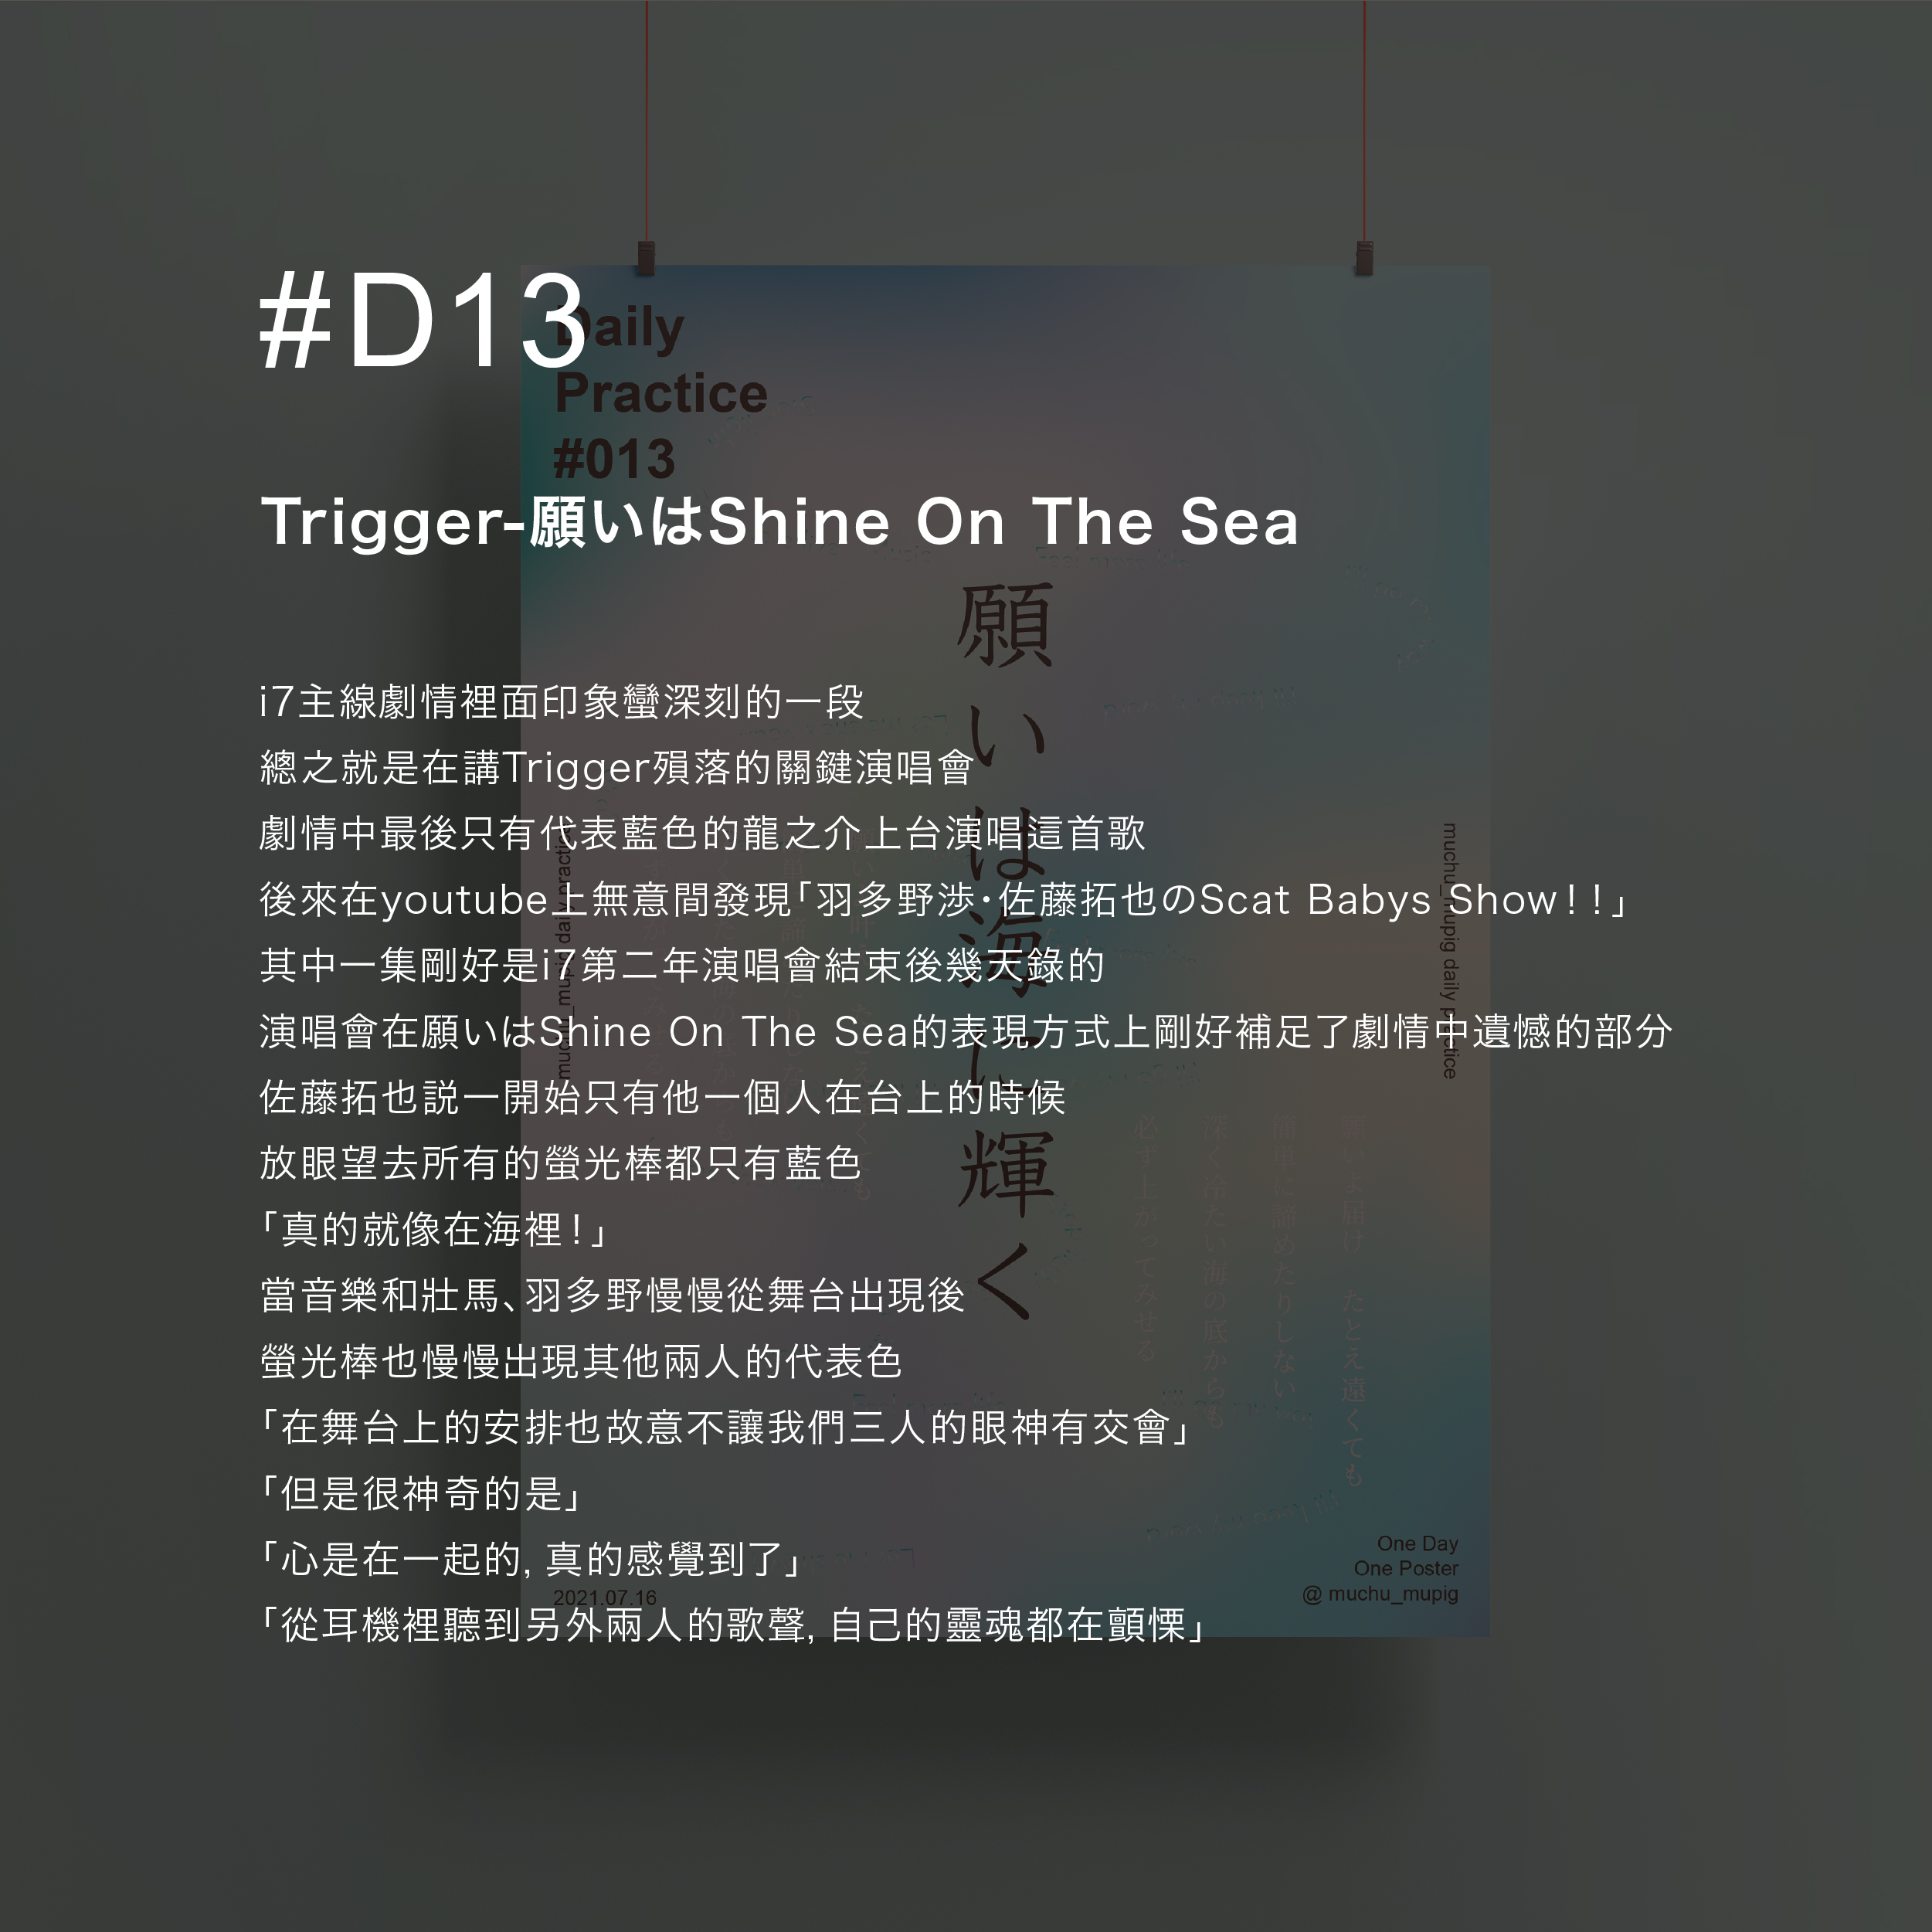 #D13
Daily
Practice
#013
Trigger-願いはShine On The Sea
願いは海に輝く
i7主線劇情裡面印象蠻深刻的一段
總之就是在講Trigger殞落的關鍵演唱會
劇情中最後只有代表藍色的龍之介上台演唱這首歌
後來在youtube上無意間發現「羽多野渉・佐藤拓也のScat Babys Show!!」
其中一集剛好是i7第二年演唱會結束後幾天錄的
演唱會在願いはShine On The Sea的表現方式上剛好補足了劇情中遺憾的部分
佐藤拓也説一開始只有他一個人在台上的時候
放眼望去所有的螢光棒都只有藍色
「真的就像在海裡!」
當音樂和壯馬、羽多野慢慢從舞台出現後
螢光棒也慢慢出現其他兩人的代表色
「在舞台上的安排也故意不讓我們三人的眼神有交會」
「但是很神奇的是」
「心是在一起的, 真的感覺到了」
「從耳機裡聽到另外兩人的歌聲, 自己的靈魂都在顫慄」
muchu_mupig daily practice
muchu_mupig daily practice
願いよ届け たとえ遠くても
簡単に諦めたりしない
深く冷たい海の底からも
必ず上がってみせる
2021.07.16
One Day
One Poster
@ muchu_mupig